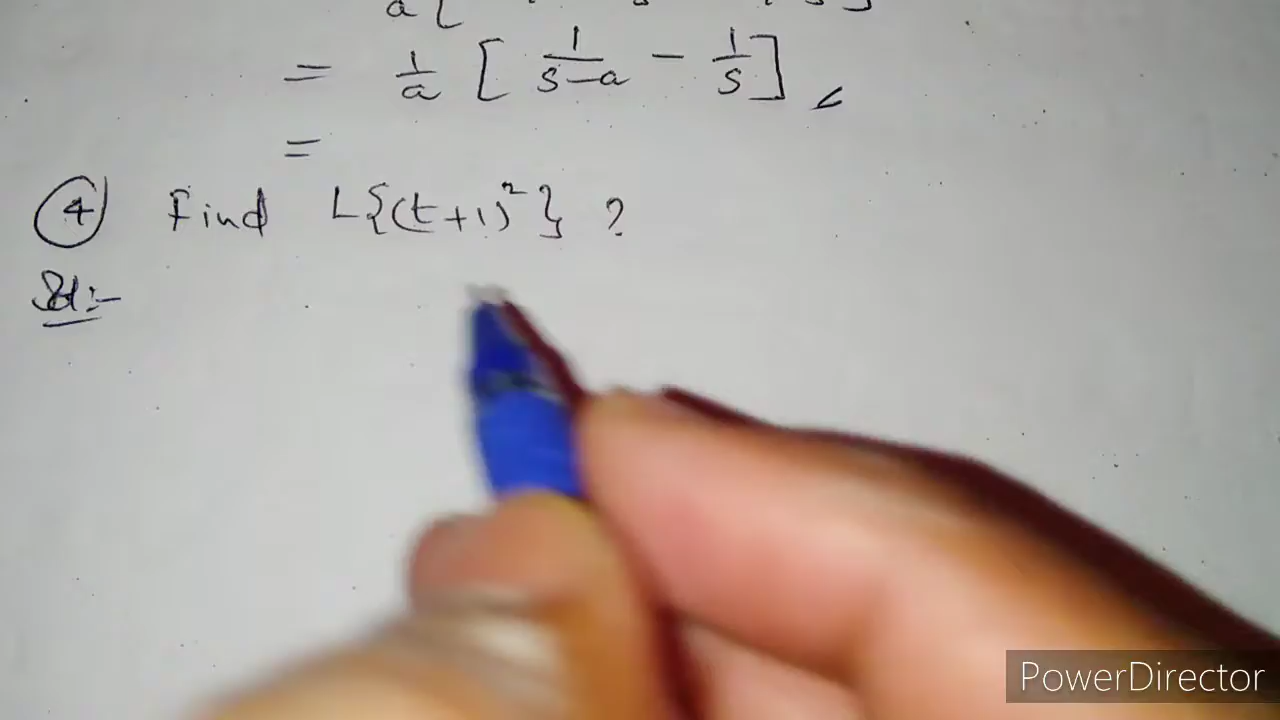 = 1/a [ 1/s-a - 1/s ]
=
④ Find L{(t+1)²} ?
Sol:-
PowerDirector